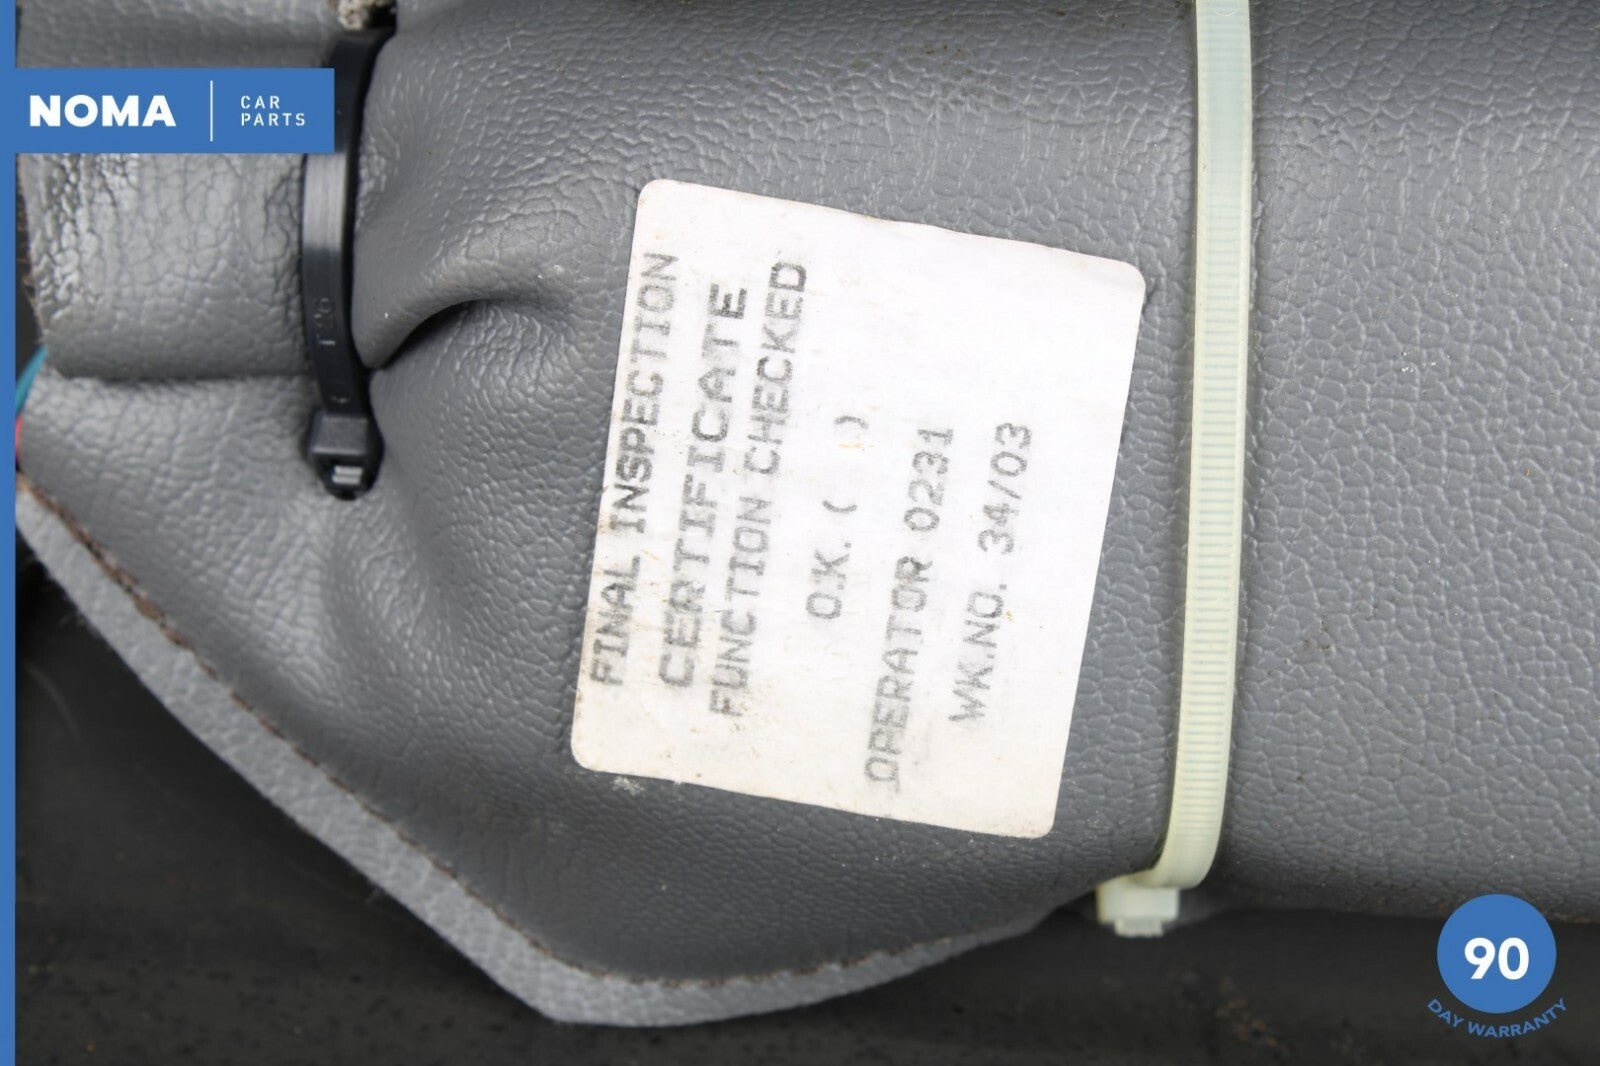 NOMA
CAR
PARTS
FINAL INSPECTION
CERTIFICATE
FUNCTION CHECKED
O.K. ( )
OPERATOR 0231
WK.NO. 34/03
90
DAY WARRANTY